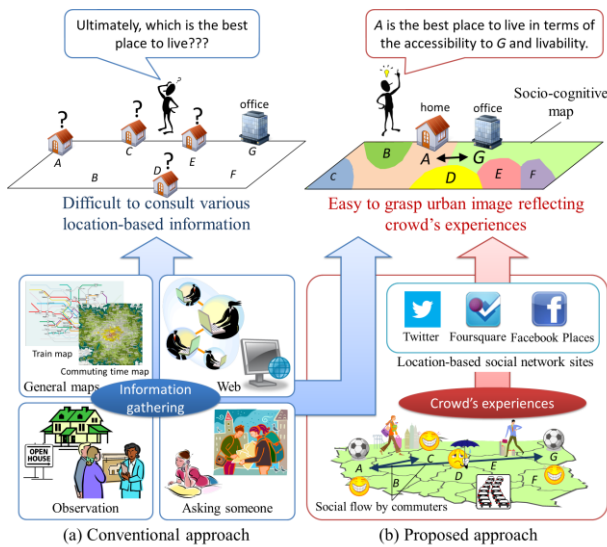 Ultimately, which is the best
place to live???
?
?
?
?
office
A
B
C
D
E
F
G
Difficult to consult various
location-based information
A is the best place to live in terms of
the accessibility to G and livability.
Socio-cognitive
map
home
office
A
G
B
C
D
E
F
Easy to grasp urban image reflecting
crowd's experiences
Train map
Commuting time map
General maps
Web
Information
gathering
OPEN
HOUSE
Observation
Asking someone
Twitter
Foursquare
Facebook Places
Location-based social network sites
Crowd's experiences
A
B
C
D
E
F
G
Social flow by commuters
(a) Conventional approach
(b) Proposed approach